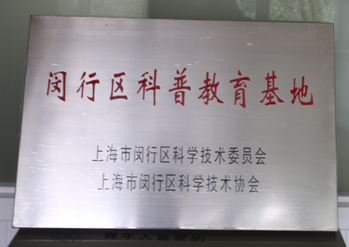 闵行区科普教育基地
上海市闵行区科学技术委员会
上海市闵行区科学技术协会